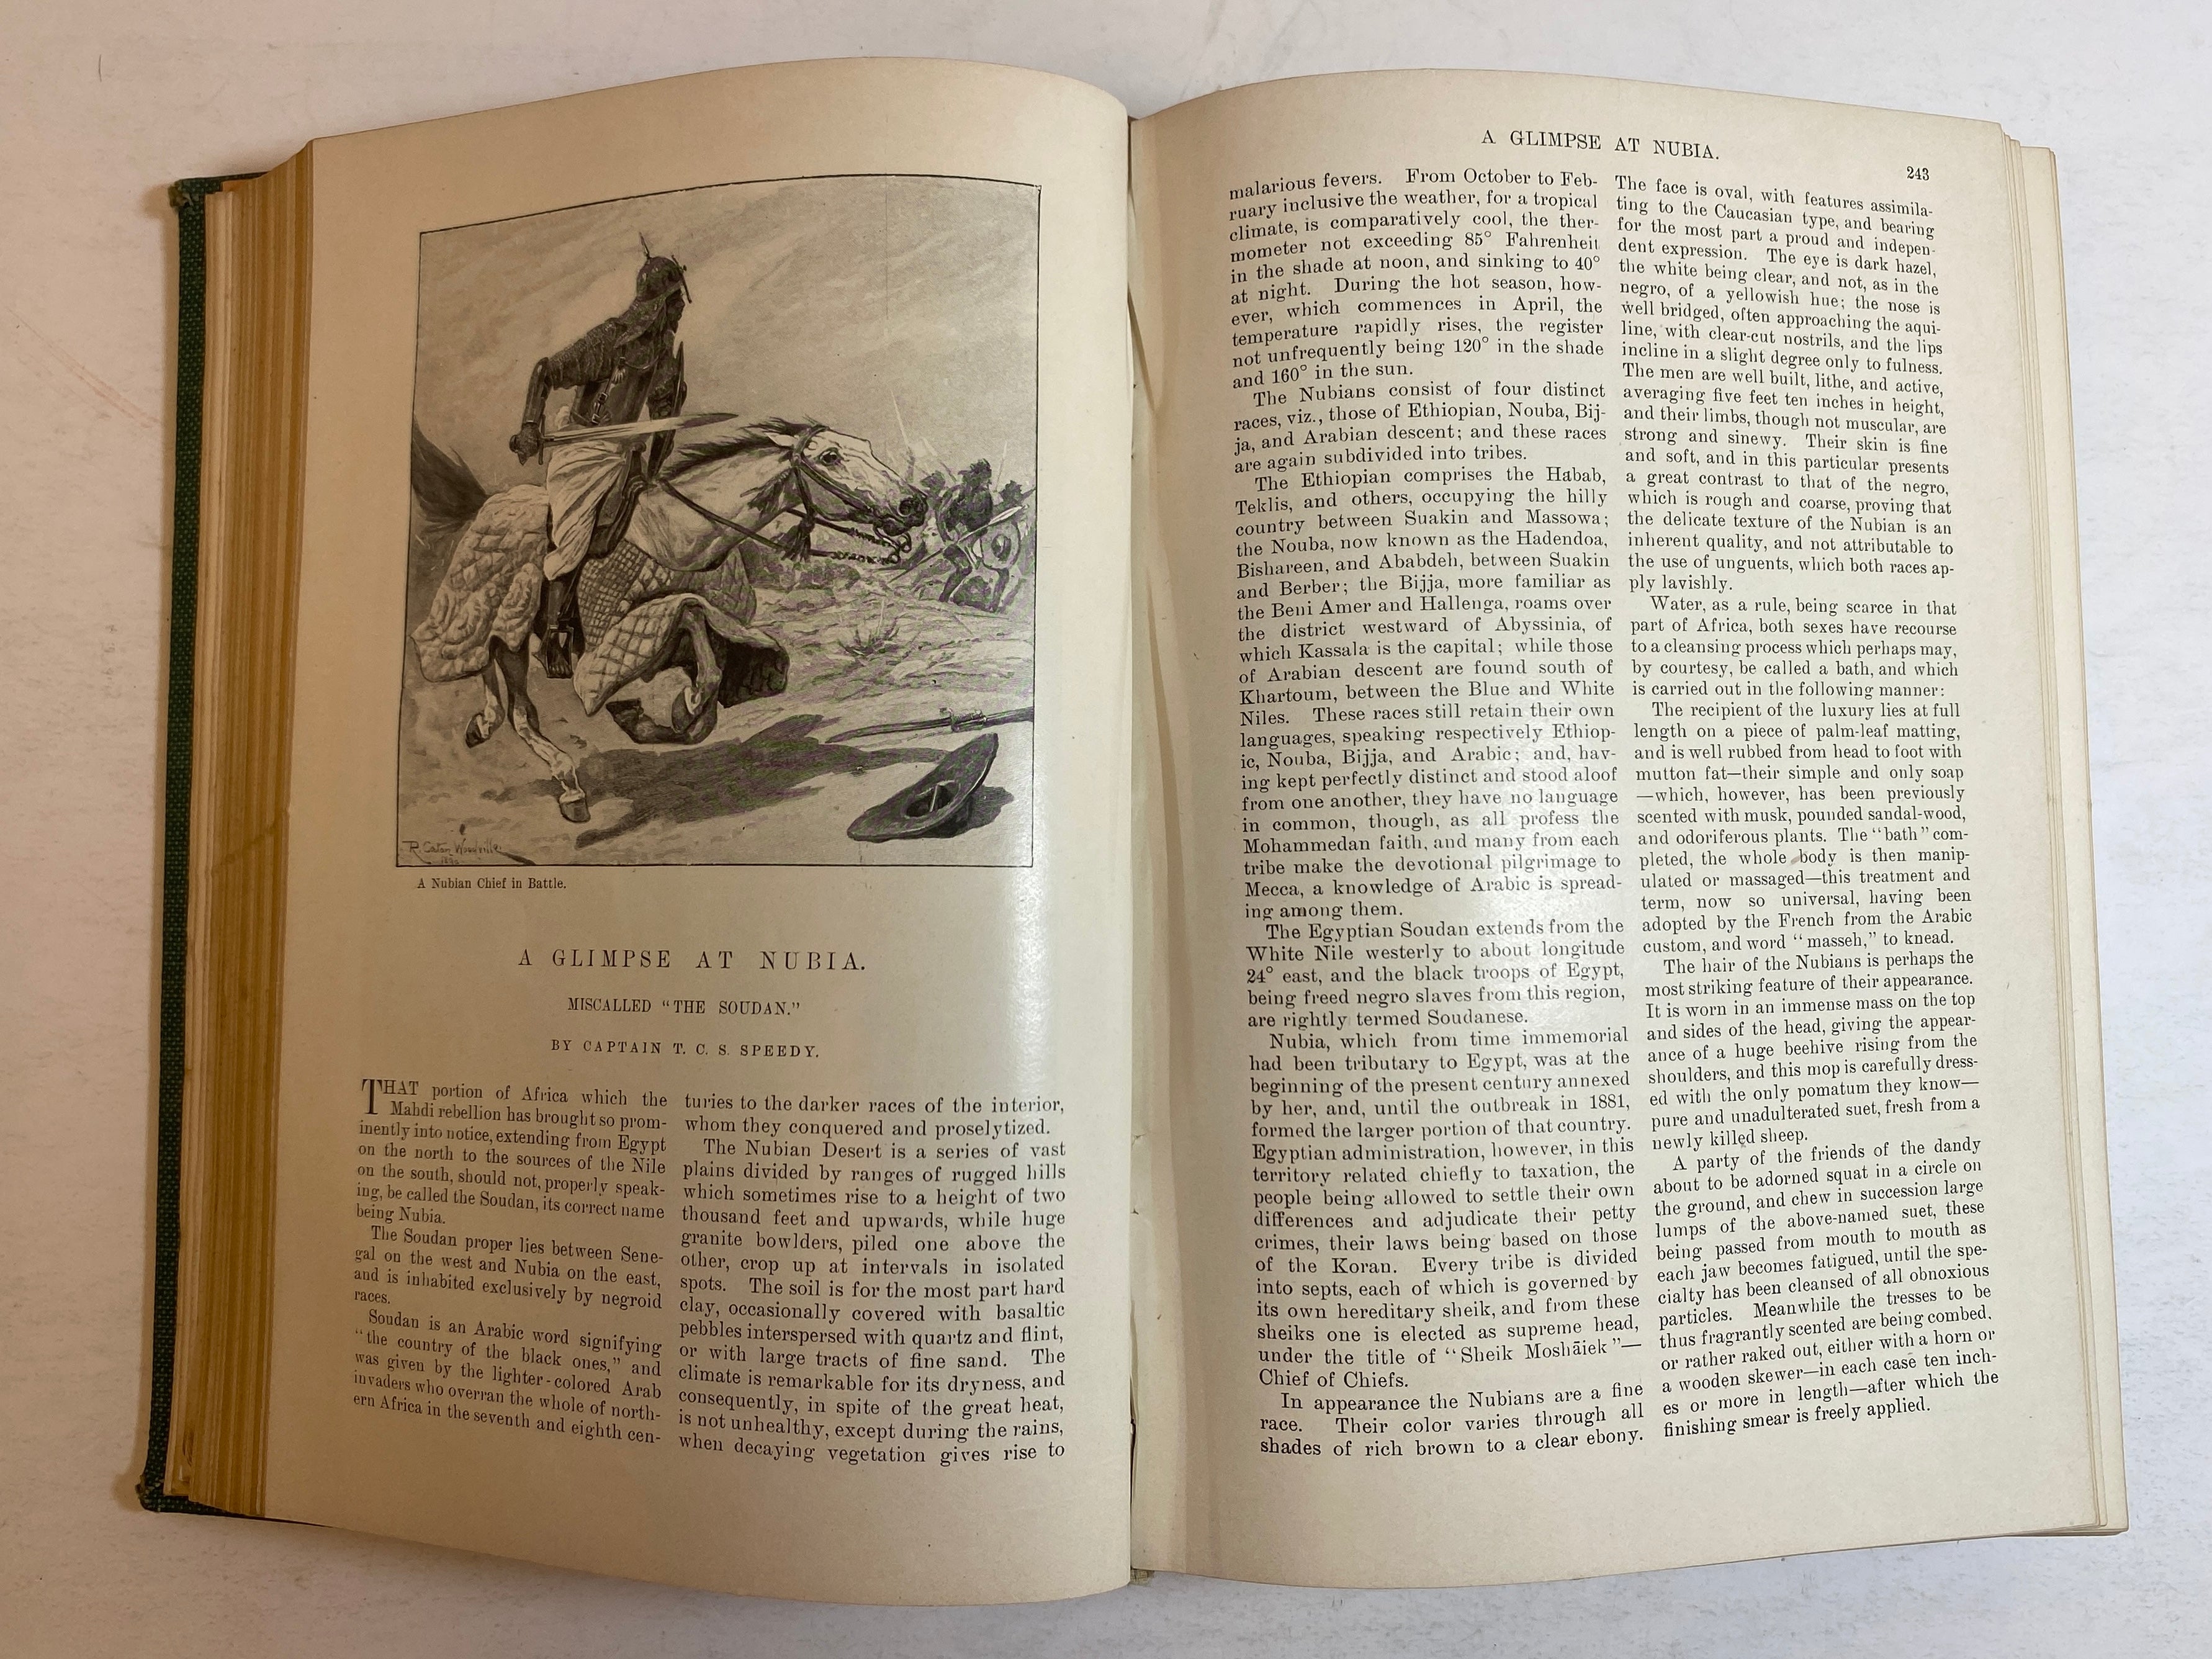 R. Caton Woodville
A Nubian Chief in Battle.
A GLIMPSE AT NUBIA.
MISCALLED "THE SOUDAN."
BY CAPTAIN T. C. S. SPEEDY.
THAT portion of Africa which the
Mahdi rebellion has brought so prom-
inently into notice, extending from Egypt
on the north to the sources of the Nile
on the south, should not, properly speak-
ing, be called the Soudan, its correct name
being Nubia.
The Soudan proper lies between Sene-
gal on the west and Nubia on the east,
and is inhabited exclusively by negroid
races.
Soudan is an Arabic word signifying
"the country of the black ones," and
was given by the lighter-colored Arab
invaders who overran the whole of north-
ern Africa in the seventh and eighth cen-
turies to the darker races of the interior,
whom they conquered and proselytized.
The Nubian Desert is a series of vast
plains divided by ranges of rugged hills
which sometimes rise to a height of two
thousand feet and upwards, while huge
granite bowlders, piled one above the
other, crop up at intervals in isolated
spots. The soil is for the most part hard
clay, occasionally covered with basaltic
pebbles interspersed with quartz and flint,
or with large tracts of fine sand. The
climate is remarkable for its dryness, and
consequently, in spite of the great heat,
is not unhealthy, except during the rains,
when decaying vegetation gives rise to
A GLIMPSE AT NUBIA.
243
malarious fevers. From October to Feb-
ruary inclusive the weather, for a tropical
climate, is comparatively cool, the ther-
mometer not exceeding 85° Fahrenheit
in the shade at noon, and sinking to 40°
at night. During the hot season, how-
ever, which commences in April, the
temperature rapidly rises, the register
not unfrequently being 120° in the shade
and 160° in the sun.
The Nubians consist of four distinct
races, viz., those of Ethiopian, Nouba, Bij-
ja, and Arabian descent; and these races
are again subdivided into tribes.
The Ethiopian comprises the Habab,
Teklis, and others, occupying the hilly
country between Suakin and Massowa;
the Nouba, now known as the Hadendoa,
Bishareen, and Ababdeh, between Suakin
and Berber; the Bijja, more familiar as
the Beni Amer and Hallenga, roams over
the district westward of Abyssinia, of
which Kassala is the capital; while those
of Arabian descent are found south of
Khartoum, between the Blue and White
Niles. These races still retain their own
languages, speaking respectively Ethiop-
ic, Nouba, Bijja, and Arabic; and, hav-
ing kept perfectly distinct and stood aloof
from one another, they have no language
in common, though, as all profess the
Mohammedan faith, and many from each
tribe make the devotional pilgrimage to
Mecca, a knowledge of Arabic is spread-
ing among them.
The Egyptian Soudan extends from the
White Nile westerly to about longitude
24° east, and the black troops of Egypt,
being freed negro slaves from this region,
are rightly termed Soudanese.
Nubia, which from time immemorial
had been tributary to Egypt, was at the
beginning of the present century annexed
by her, and, until the outbreak in 1881,
formed the larger portion of that country.
Egyptian administration, however, in this
territory related chiefly to taxation, the
people being allowed to settle their own
differences and adjudicate their petty
crimes, their laws being based on those
of the Koran. Every tribe is divided
into septs, each of which is governed by
its own hereditary sheik, and from these
sheiks one is elected as supreme head,
under the title of "Sheik Moshāiek"—
Chief of Chiefs.
In appearance the Nubians are a fine
race. Their color varies through all
shades of rich brown to a clear ebony.
The face is oval, with features assimila-
ting to the Caucasian type, and bearing
for the most part a proud and indepen-
dent expression. The eye is dark hazel,
the white being clear, and not, as in the
negro, of a yellowish hue; the nose is
well bridged, often approaching the aqui-
line, with clear-cut nostrils, and the lips
incline in a slight degree only to fulness.
The men are well built, lithe, and active,
averaging five feet ten inches in height,
and their limbs, though not muscular, are
strong and sinewy. Their skin is fine
and soft, and in this particular presents
a great contrast to that of the negro,
which is rough and coarse, proving that
the delicate texture of the Nubian is an
inherent quality, and not attributable to
the use of unguents, which both races ap-
ply lavishly.
Water, as a rule, being scarce in that
part of Africa, both sexes have recourse
to a cleansing process which perhaps may,
by courtesy, be called a bath, and which
is carried out in the following manner:
The recipient of the luxury lies at full
length on a piece of palm-leaf matting,
and is well rubbed from head to foot with
mutton fat—their simple and only soap
—which, however, has been previously
scented with musk, pounded sandal-wood,
and odoriferous plants. The "bath" com-
pleted, the whole body is then manip-
ulated or massaged—this treatment and
term, now so universal, having been
adopted by the French from the Arabic
custom, and word "masseh," to knead.
The hair of the Nubians is perhaps the
most striking feature of their appearance.
It is worn in an immense mass on the top
and sides of the head, giving the appear-
ance of a huge beehive rising from the
shoulders, and this mop is carefully dress-
ed with the only pomatum they know—
pure and unadulterated suet, fresh from a
newly killed sheep.
A party of the friends of the dandy
about to be adorned squat in a circle on
the ground, and chew in succession large
lumps of the above-named suet, these
being passed from mouth to mouth as
each jaw becomes fatigued, until the spe-
cialty has been cleansed of all obnoxious
particles. Meanwhile the tresses to be
thus fragrantly scented are being combed,
or rather raked out, either with a horn or
a wooden skewer—in each case ten inch-
es or more in length—after which the
finishing smear is freely applied.